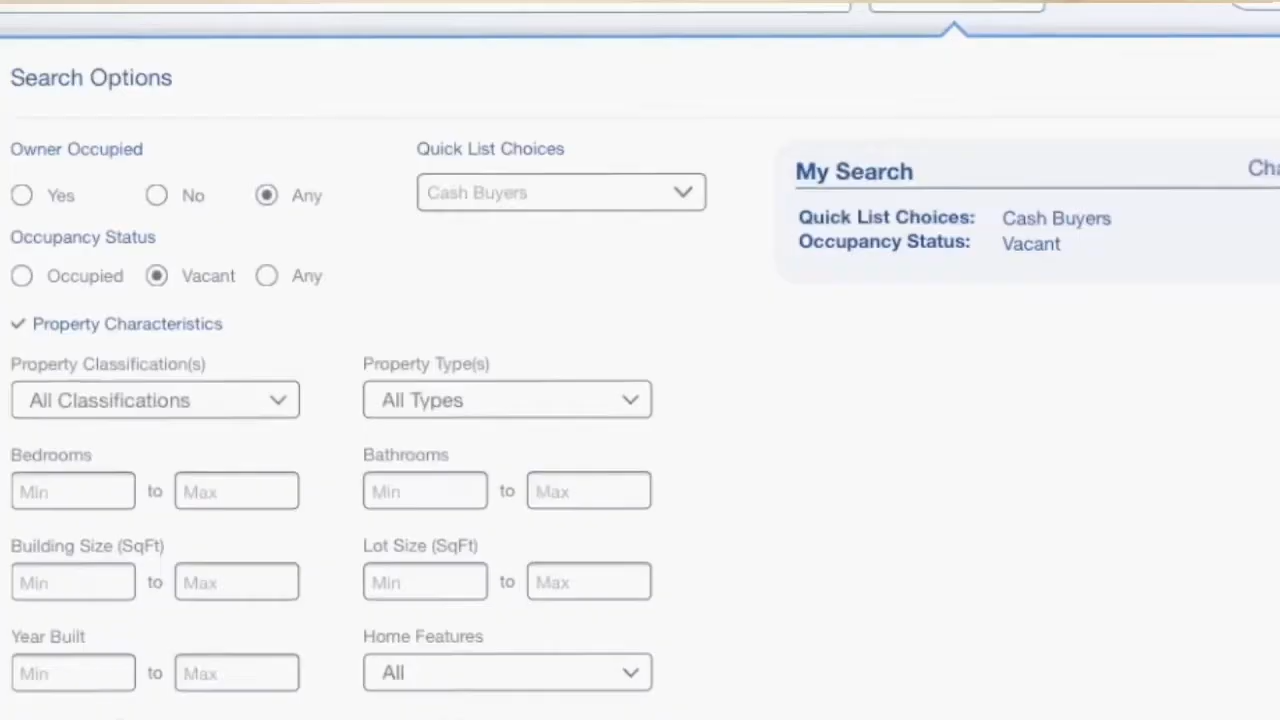 Search Options
Owner Occupied
Quick List Choices
Yes No Any
Cash Buyers
Occupancy Status
Occupied Vacant Any
Property Characteristics
Property Classification(s) Property Type(s)
All Classifications All Types
Bedrooms Bathrooms
Min to Max Min to Max
Building Size (SqFt) Lot Size (SqFt)
Min to Max Min to Max
Year Built Home Features
Min to Max All
My Search
Quick List Choices: Cash Buyers
Occupancy Status: Vacant